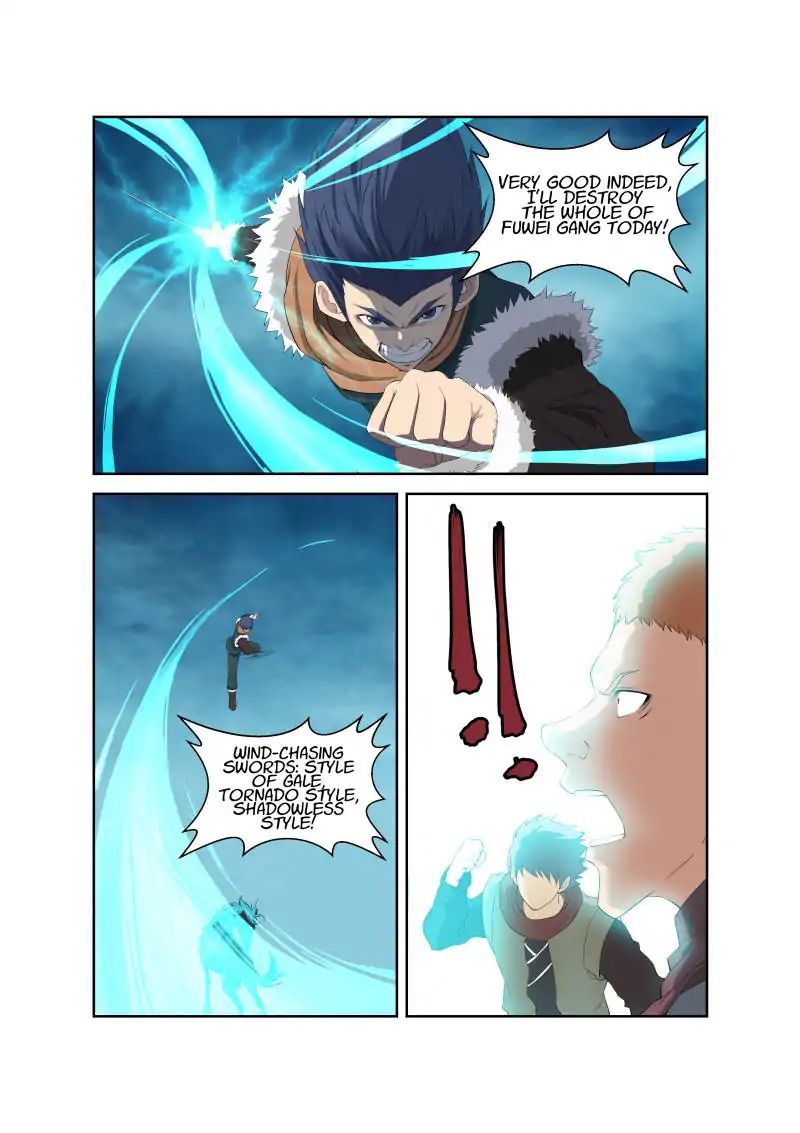 VERY GOOD INDEED,
I'LL DESTROY
THE WHOLE OF
FUWEI GANG TODAY!
WIND-CHASING
SWORDS: STYLE
OF GALE,
TORNADO STYLE,
SHADOWLESS
STYLE!
!!